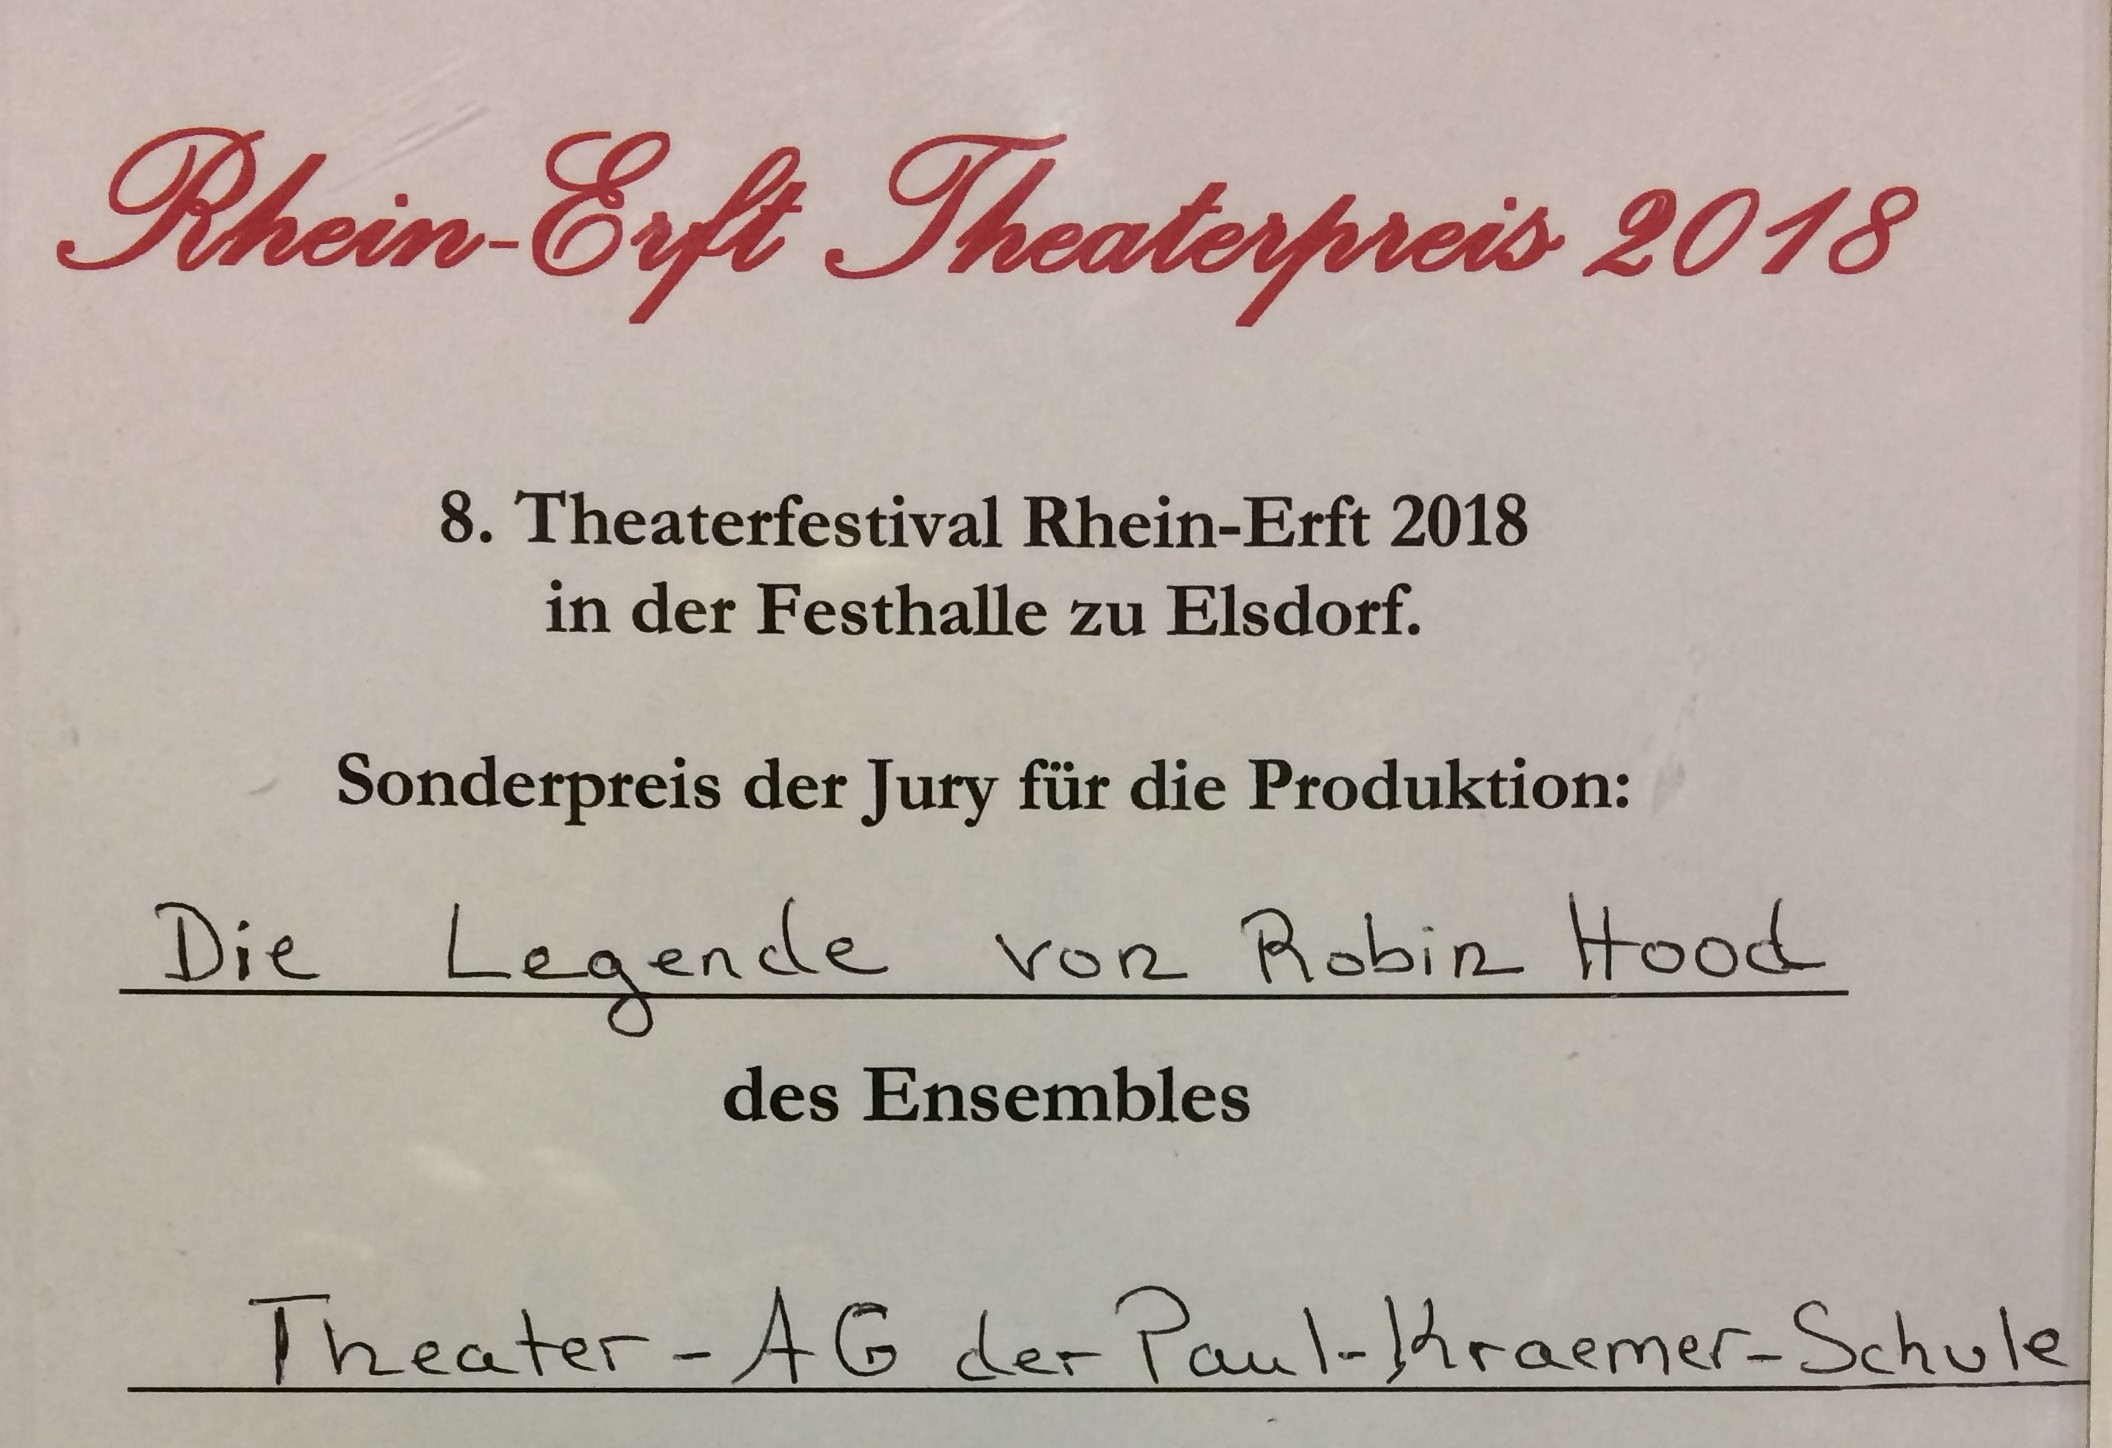 Rhein-Erft Theaterpreis 2018
8. Theaterfestival Rhein-Erft 2018
in der Festhalle zu Elsdorf.
Sonderpreis der Jury für die Produktion:
Die Legende von Robin Hood
des Ensembles
Theater-AG der Paul-Kraemer-Schule